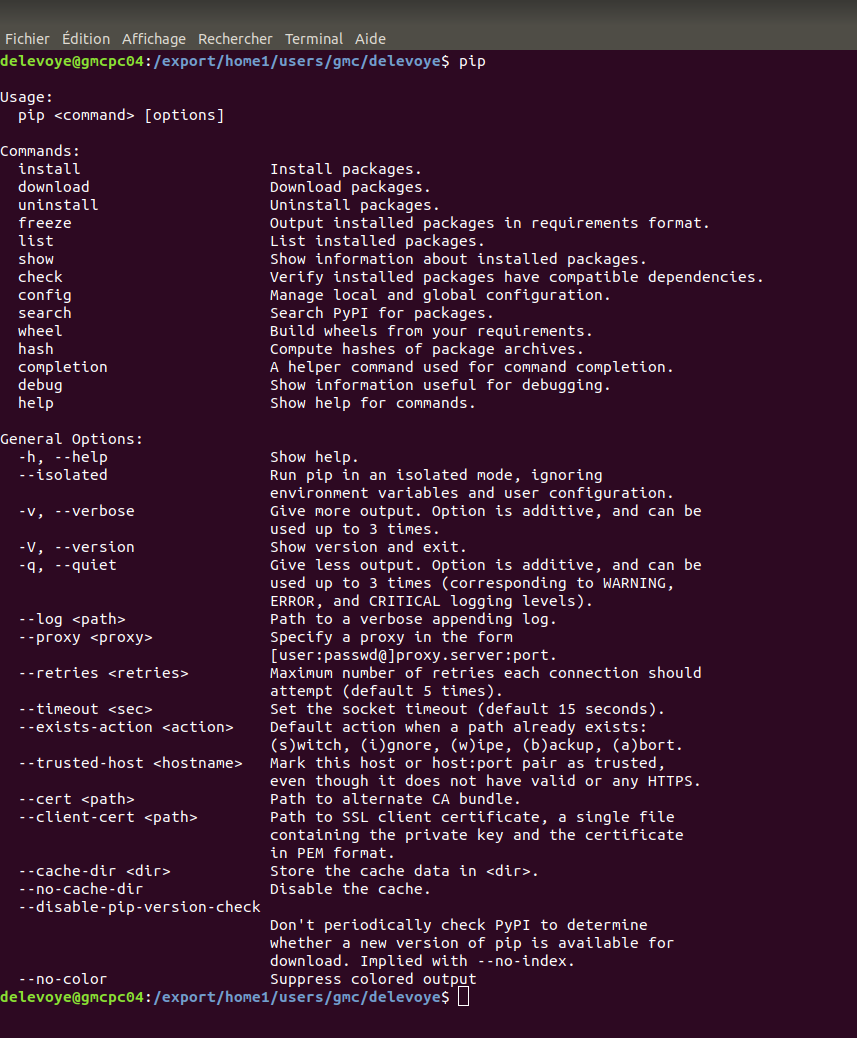 Fichier Édition Affichage Rechercher Terminal Aide
delevoye@gmcpc04:/export/home1/users/gmc/delevoye$ pip
Usage:
pip <command> [options]
Commands:
install Install packages.
download Download packages.
uninstall Uninstall packages.
freeze Output installed packages in requirements format.
list List installed packages.
show Show information about installed packages.
check Verify installed packages have compatible dependencies.
config Manage local and global configuration.
search Search PyPI for packages.
wheel Build wheels from your requirements.
hash Compute hashes of package archives.
completion A helper command used for command completion.
debug Show information useful for debugging.
help Show help for commands.
General Options:
-h, --help Show help.
--isolated Run pip in an isolated mode, ignoring
environment variables and user configuration.
-v, --verbose Give more output. Option is additive, and can be
used up to 3 times.
-V, --version Show version and exit.
-q, --quiet Give less output. Option is additive, and can be
used up to 3 times (corresponding to WARNING,
ERROR, and CRITICAL logging levels).
--log <path> Path to a verbose appending log.
--proxy <proxy> Specify a proxy in the form
[user:passwd@]proxy.server:port.
--retries <retries> Maximum number of retries each connection should
attempt (default 5 times).
--timeout <sec> Set the socket timeout (default 15 seconds).
--exists-action <action> Default action when a path already exists:
(s)witch, (i)gnore, (w)ipe, (b)ackup, (a)bort.
--trusted-host <hostname> Mark this host or host:port pair as trusted,
even though it does not have valid or any HTTPS.
--cert <path> Path to alternate CA bundle.
--client-cert <path> Path to SSL client certificate, a single file
containing the private key and the certificate
in PEM format.
--cache-dir <dir> Store the cache data in <dir>.
--no-cache-dir Disable the cache.
--disable-pip-version-check
Don't periodically check PyPI to determine
whether a new version of pip is available for
download. Implied with --no-index.
--no-color Suppress colored output
delevoye@gmcpc04:/export/home1/users/gmc/delevoye$